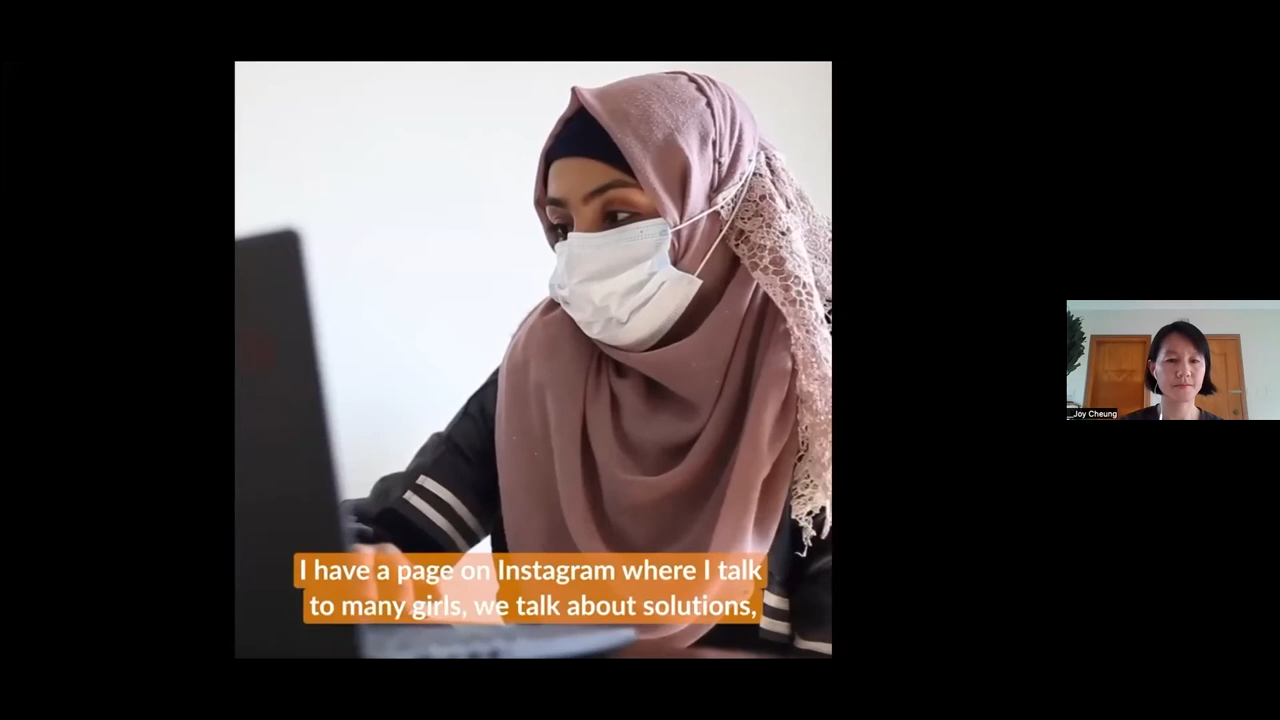 I have a page on Instagram where I talk
to many girls, we talk about solutions,
Joy Cheung